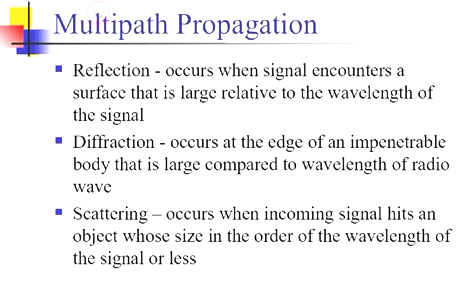 Multipath Propagation
Reflection - occurs when signal encounters a
surface that is large relative to the wavelength of
the signal
Diffraction - occurs at the edge of an impenetrable
body that is large compared to wavelength of radio
wave
Scattering – occurs when incoming signal hits an
object whose size in the order of the wavelength of
the signal or less